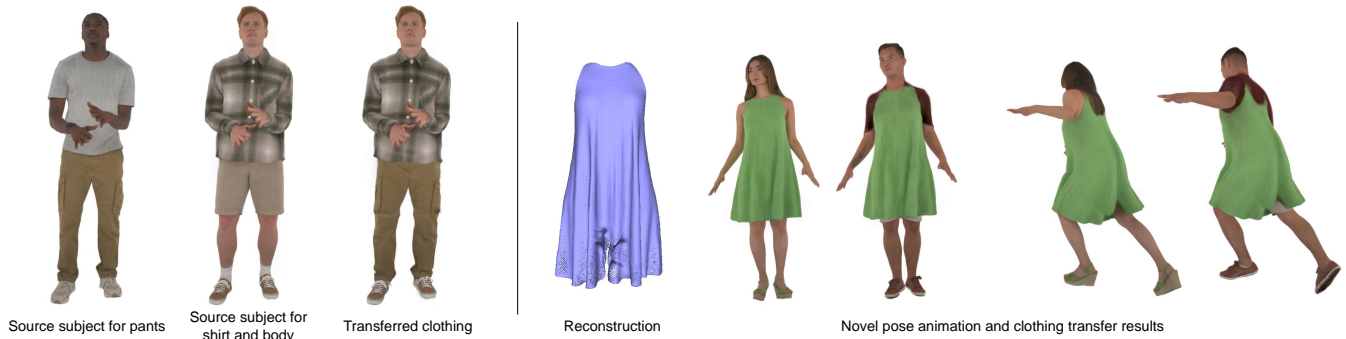 Source subject for pants
Source subject for
shirt and body
Transferred clothing
Reconstruction
Novel pose animation and clothing transfer results